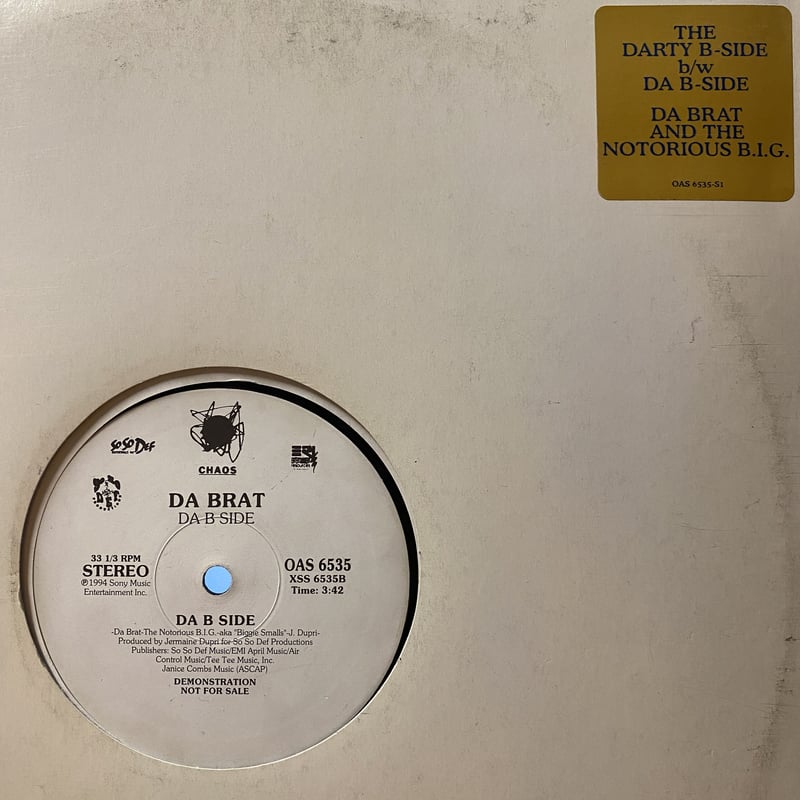 THE
DARTY B-SIDE
b/w
DA B-SIDE
DA BRAT
AND THE
NOTORIOUS B.I.G.
OAS 6535-S1
SO SO DEF
CHAOS
DA BRAT
DA B SIDE
33 1/3 RPM
STEREO
℗ 1994 Sony Music
Entertainment Inc.
OAS 6535
XSS 6535B
Time: 3:42
DA B SIDE
-Da Brat-The Notorious B.I.G.-aka "Biggie Smalls"-J. Dupri-
Produced by Jermaine Dupri for So So Def Productions
Publishers: So So Def Music/EMI April Music/Air
Control Music/Tee Tee Music, Inc.
Janice Combs Music (ASCAP)
DEMONSTRATION
NOT FOR SALE